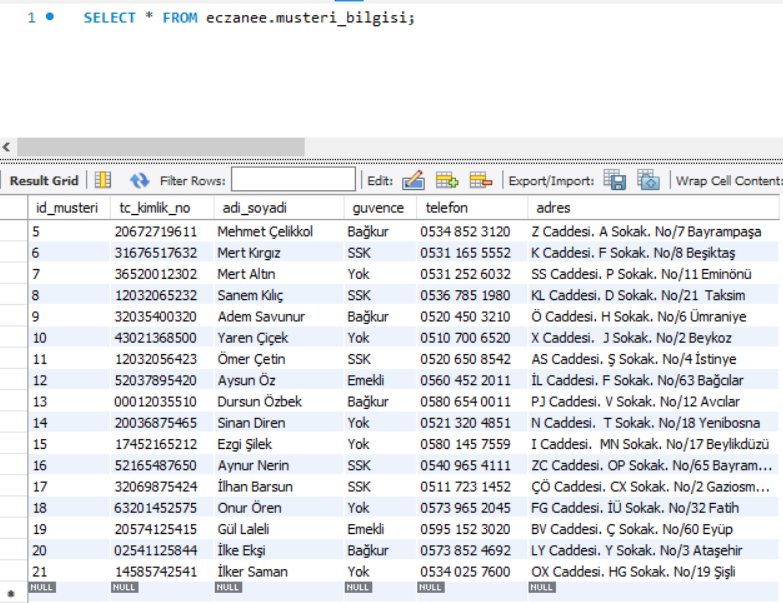 1 SELECT * FROM eczanee.musteri_bilgisi;
Result Grid Filter Rows: Edit: Export/Import: Wrap Cell Content:
id_musteri tc_kimlik_no adi_soyadi guvence telefon adres
5 20672719611 Mehmet Çelikkol Bağkur 0534 852 3120 Z Caddesi. A Sokak. No/7 Bayrampaşa
6 31676517632 Mert Kırgız SSK 0531 165 5552 K Caddesi. F Sokak. No/8 Beşiktaş
7 36520012302 Mert Altın Yok 0531 252 6032 SS Caddesi. P Sokak. No/11 Eminönü
8 12032065232 Sanem Kılıç SSK 0536 785 1980 KL Caddesi. D Sokak. No/21 Taksim
9 32035400320 Adem Savunur Bağkur 0520 450 3210 Ö Caddesi. H Sokak. No/6 Ümraniye
10 43021368500 Yaren Çiçek Yok 0510 700 6520 X Caddesi. J Sokak. No/2 Beykoz
11 12032056423 Ömer Çetin SSK 0520 650 8542 AS Caddesi. Ş Sokak. No/4 İstinye
12 52037895420 Aysun Öz Emekli 0560 452 2011 İL Caddesi. F Sokak. No/63 Bağcılar
13 00012035510 Dursun Özbek Bağkur 0580 654 0011 PJ Caddesi. V Sokak. No/12 Avcılar
14 20036875465 Sinan Diren Yok 0521 320 4851 N Caddesi. T Sokak. No/18 Yenibosna
15 17452165212 Ezgi Şilek Yok 0580 145 7559 I Caddesi. MN Sokak. No/17 Beylikdüzü
16 52165487650 Aynur Nerin SSK 0540 965 4111 ZC Caddesi. OP Sokak. No/65 Bayram...
17 32069875424 İlhan Barsun SSK 0511 723 1452 ÇÖ Caddesi. CX Sokak. No/2 Gaziosm...
18 63201452575 Onur Ören Yok 0573 965 2045 FG Caddesi. İÜ Sokak. No/32 Fatih
19 20574125415 Gül Laleli Emekli 0595 152 3020 BV Caddesi. Ç Sokak. No/60 Eyüp
20 02541125844 İlke Ekşi Bağkur 0573 852 4692 LY Caddesi. Y Sokak. No/3 Ataşehir
21 14585742541 İlker Saman Yok 0534 025 7600 OX Caddesi. HG Sokak. No/19 Şişli
NULL NULL NULL NULL NULL NULL